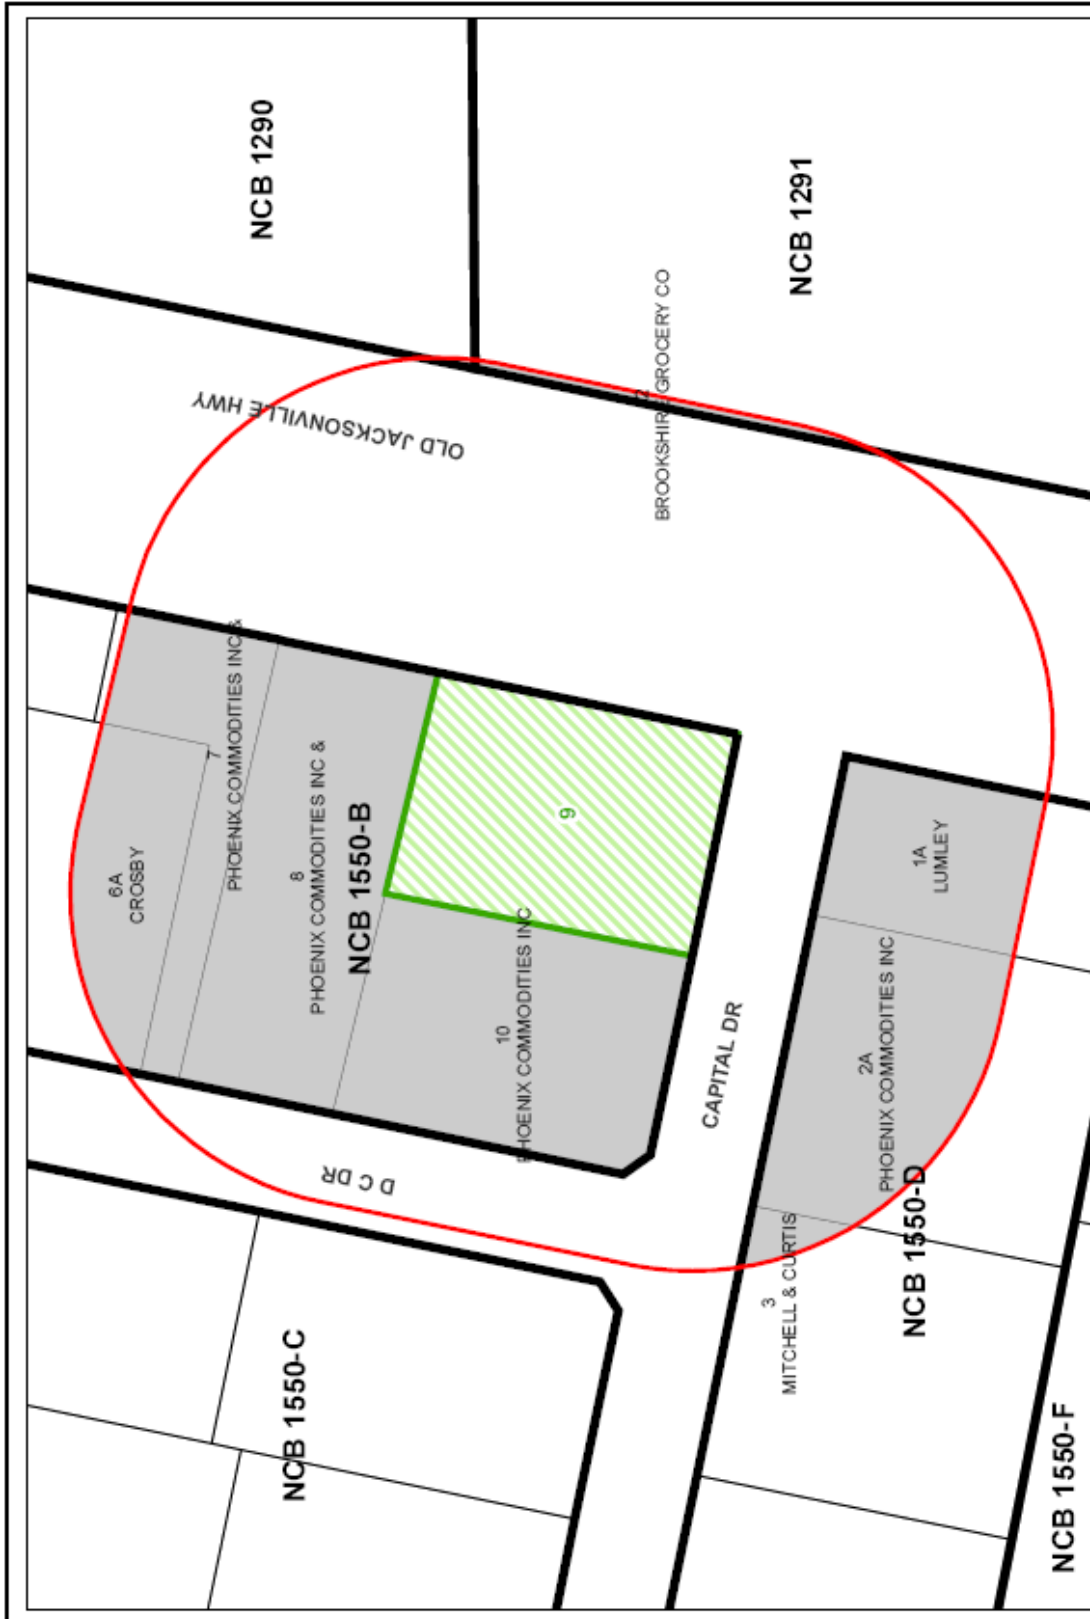 NCB 1290
NCB 1291
OLD JACKSONVILLE HWY
2
BROOKSHIRE GROCERY CO
7
PHOENIX COMMODITIES INC &
6A
CROSBY
8
PHOENIX COMMODITIES INC &
NCB 1550-B
9
10
PHOENIX COMMODITIES INC
1A
LUMLEY
CAPITAL DR
2A
PHOENIX COMMODITIES INC
D C DR
3
MITCHELL & CURTIS
NCB 1550-D
NCB 1550-C
NCB 1550-F